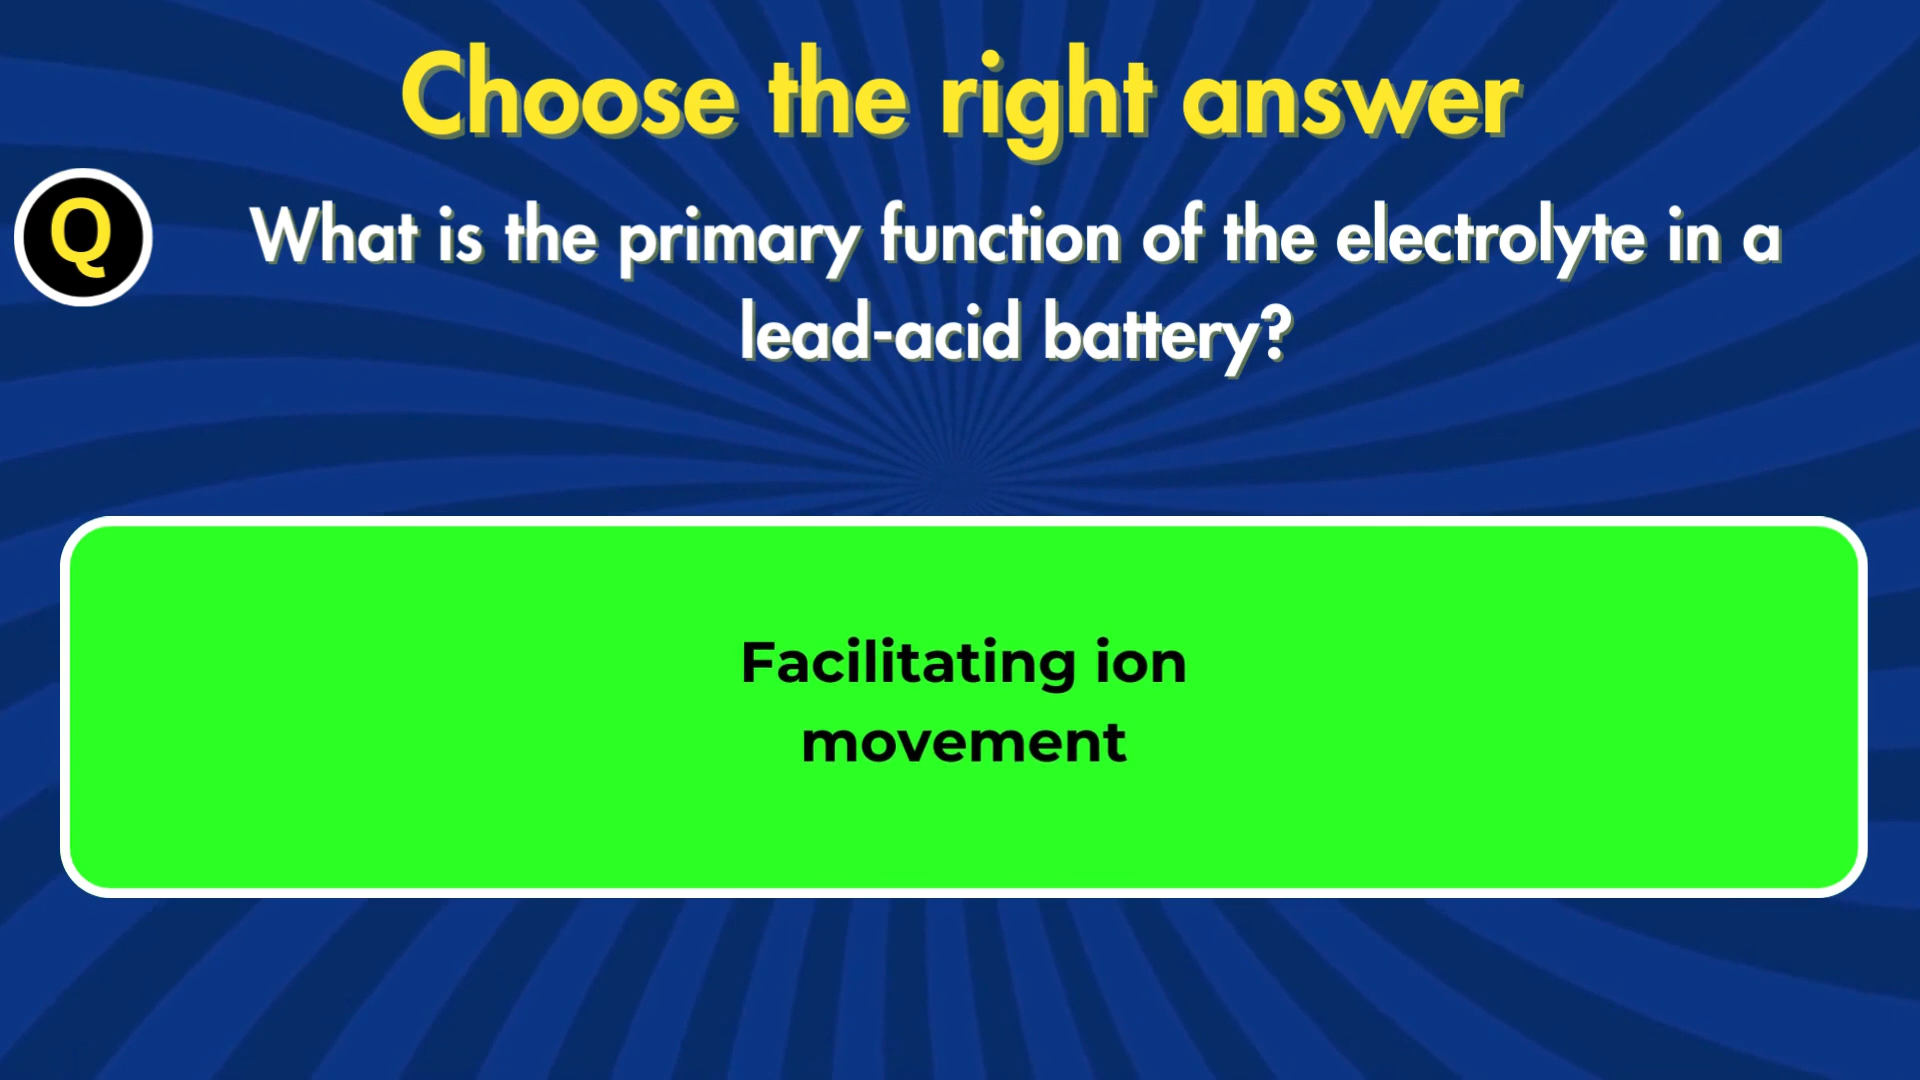 Choose the right answer
Q
What is the primary function of the electrolyte in a
lead-acid battery?
Facilitating ion
movement